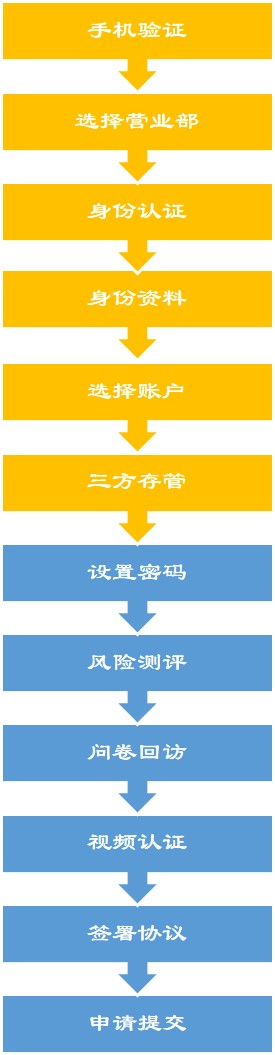 手机验证
选择营业部
身份认证
身份资料
选择账户
三方存管
设置密码
风险测评
问卷回访
视频认证
签署协议
申请提交